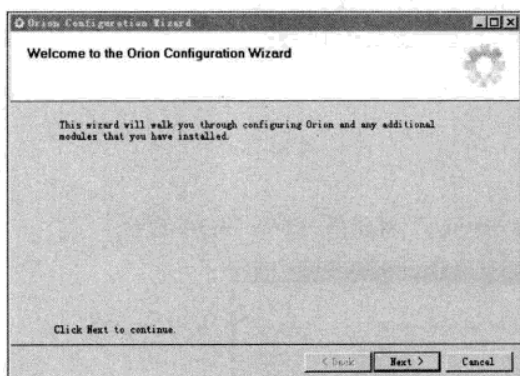 Orion Configuration Wizard
Welcome to the Orion Configuration Wizard
This wizard will walk you through configuring Orion and any additional
modules that you have installed.
Click Next to continue.
< Back
Next >
Cancel